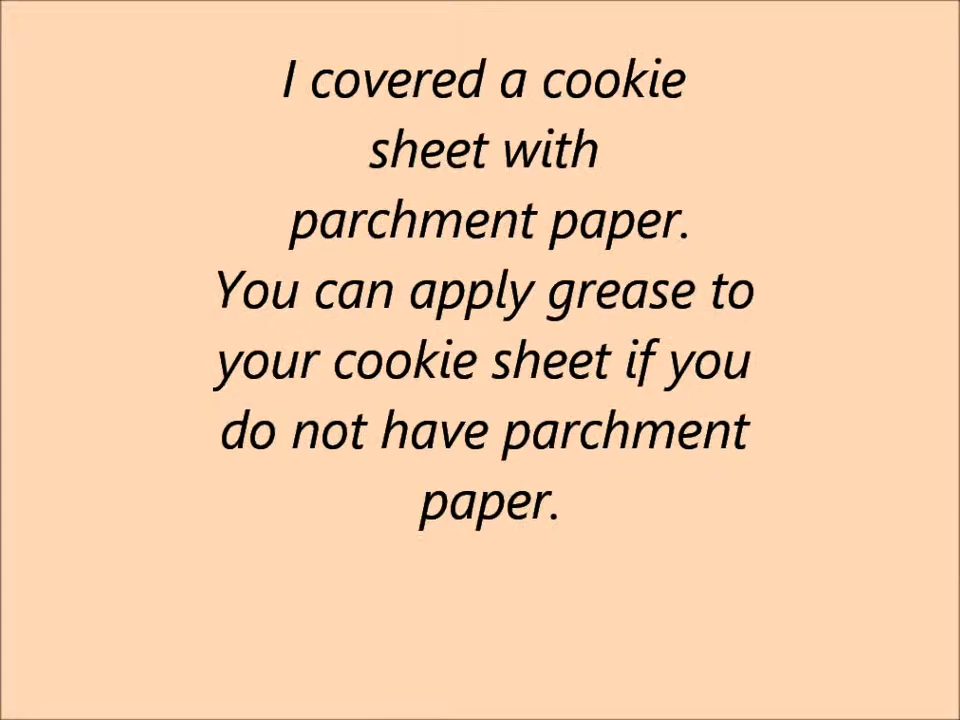 I covered a cookie
sheet with
parchment paper.
You can apply grease to
your cookie sheet if you
do not have parchment
paper.